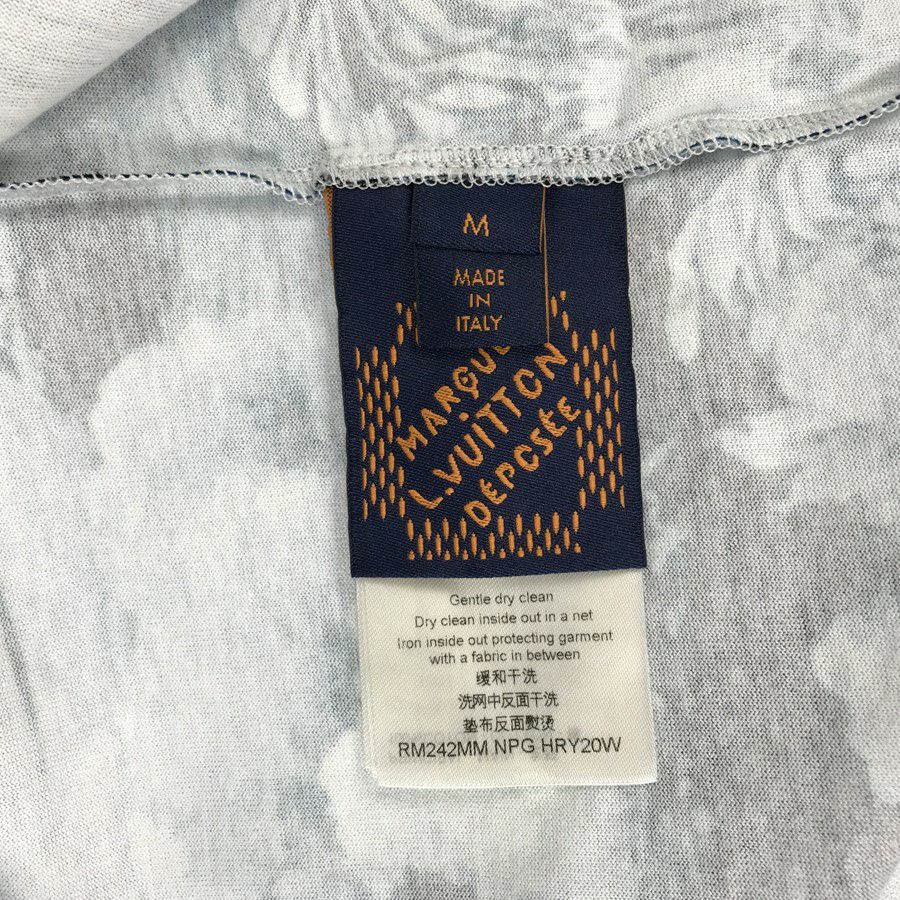 M
MADE
IN
ITALY
MARQUE
L.VUITTON
DÉPOSÉE
Gentle dry clean
Dry clean inside out in a net
Iron inside out protecting garment
with a fabric in between
缓和干洗
洗网中反面干洗
垫布反面熨烫
RM242MM NPG HRY20W